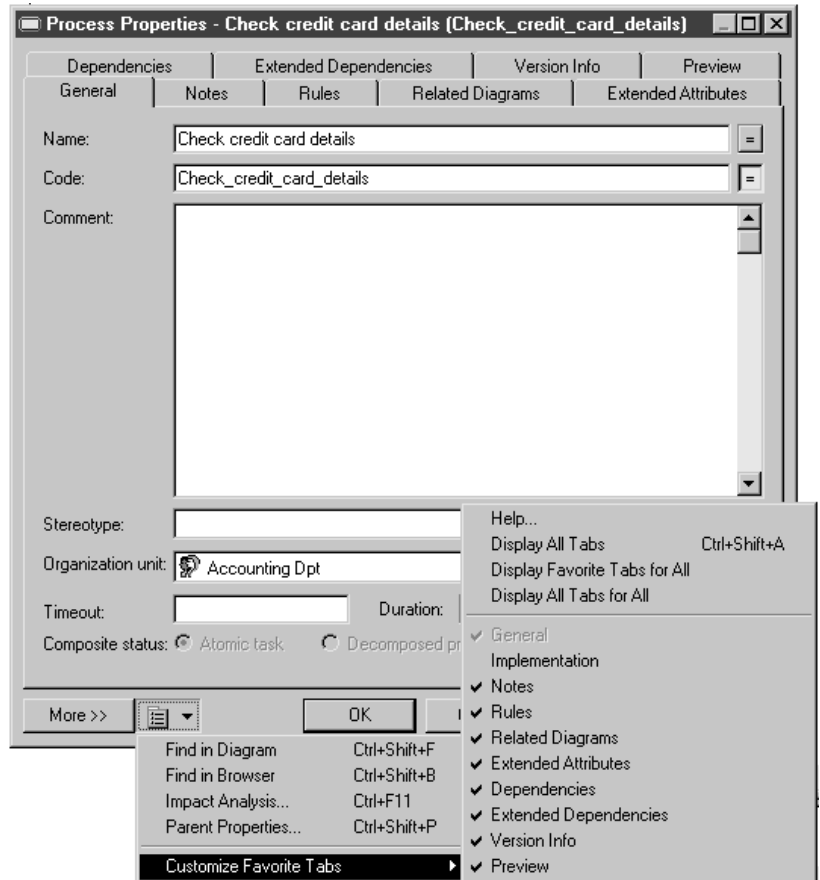 Process Properties - Check credit card details (Check_credit_card_details)
Dependencies Extended Dependencies Version Info Preview
General Notes Rules Related Diagrams Extended Attributes
Name: Check credit card details =
Code: Check_credit_card_details =
Comment:
Stereotype:
Organization unit: Accounting Dpt
Timeout: Duration:
Composite status: Atomic task Decomposed pr
More >> OK
Find in Diagram Ctrl+Shift+F
Find in Browser Ctrl+Shift+B
Impact Analysis... Ctrl+F11
Parent Properties... Ctrl+Shift+P
Customize Favorite Tabs
Help...
Display All Tabs Ctrl+Shift+A
Display Favorite Tabs for All
Display All Tabs for All
General
Implementation
Notes
Rules
Related Diagrams
Extended Attributes
Dependencies
Extended Dependencies
Version Info
Preview